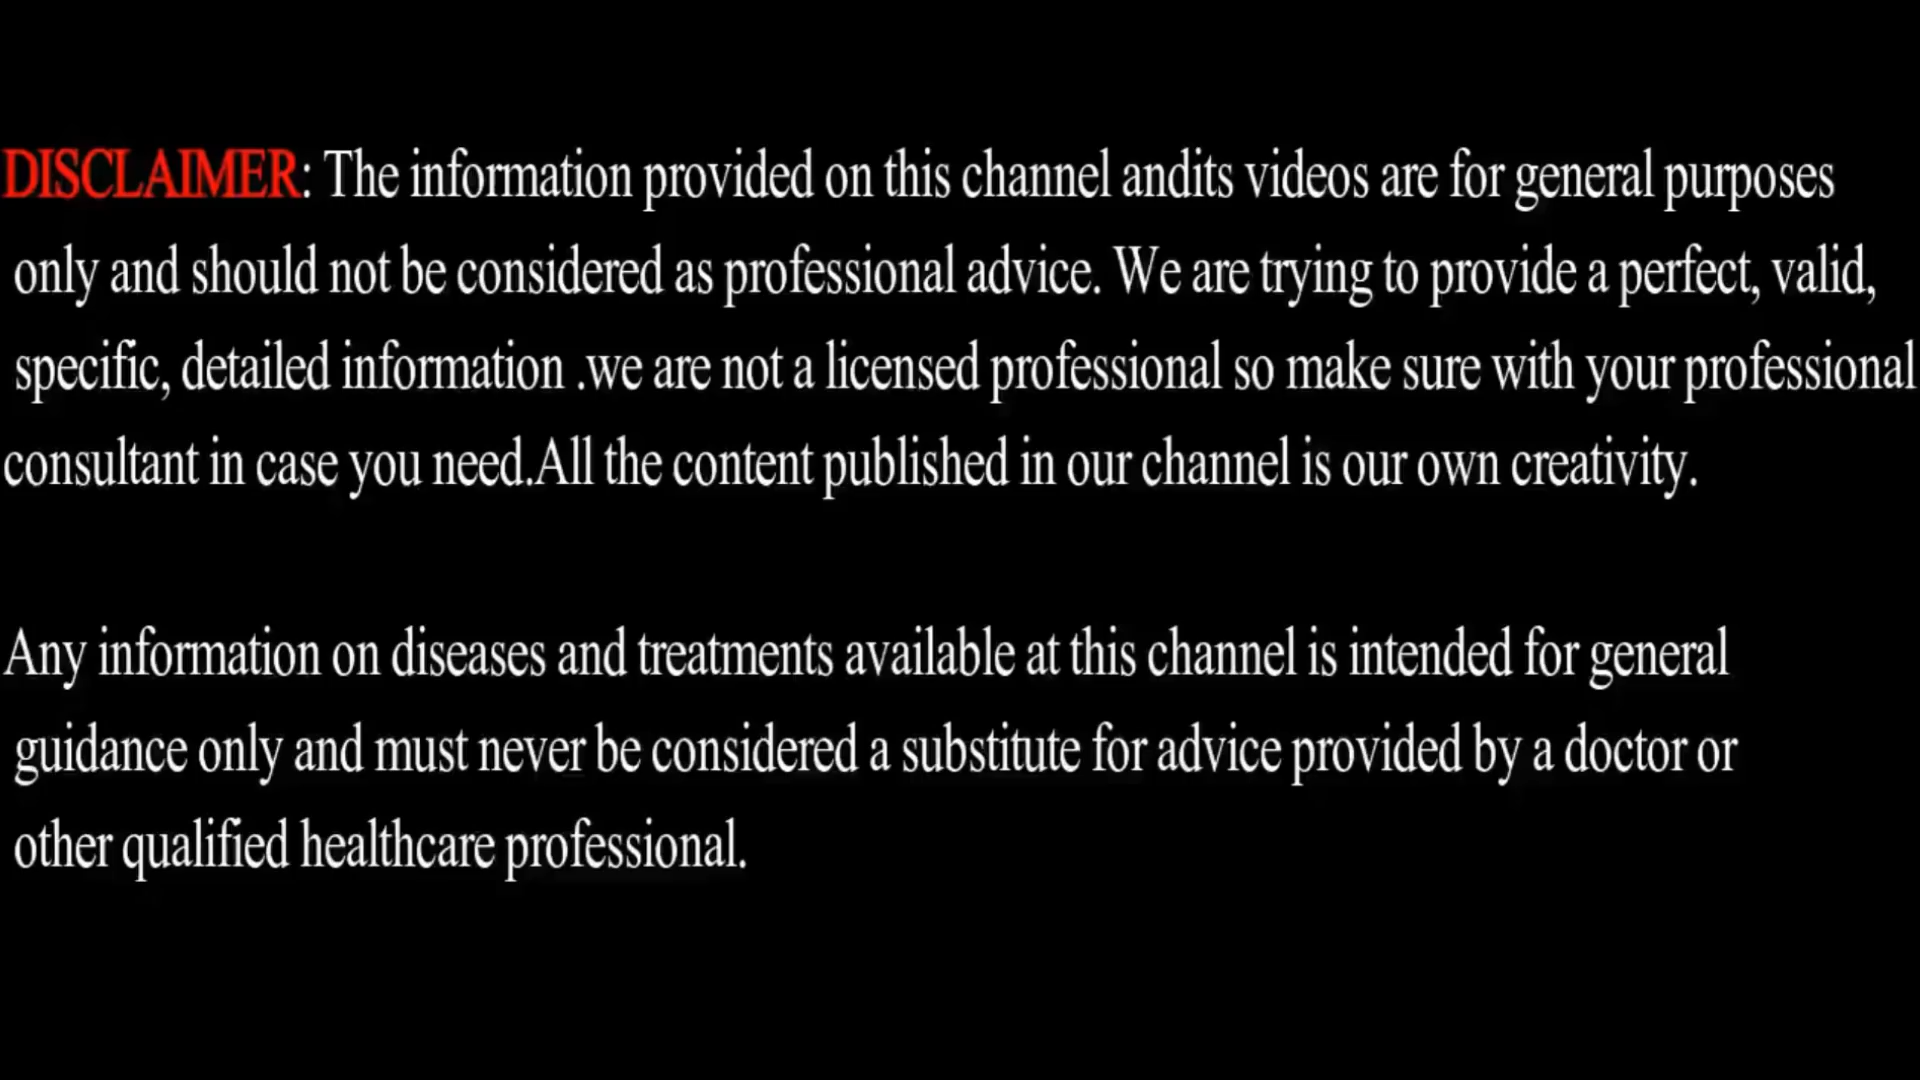 DISCLAIMER: The information provided on this channel andits videos are for general purposes
only and should not be considered as professional advice. We are trying to provide a perfect, valid,
specific, detailed information .we are not a licensed professional so make sure with your professional
consultant in case you need.All the content published in our channel is our own creativity.
Any information on diseases and treatments available at this channel is intended for general
guidance only and must never be considered a substitute for advice provided by a doctor or
other qualified healthcare professional.